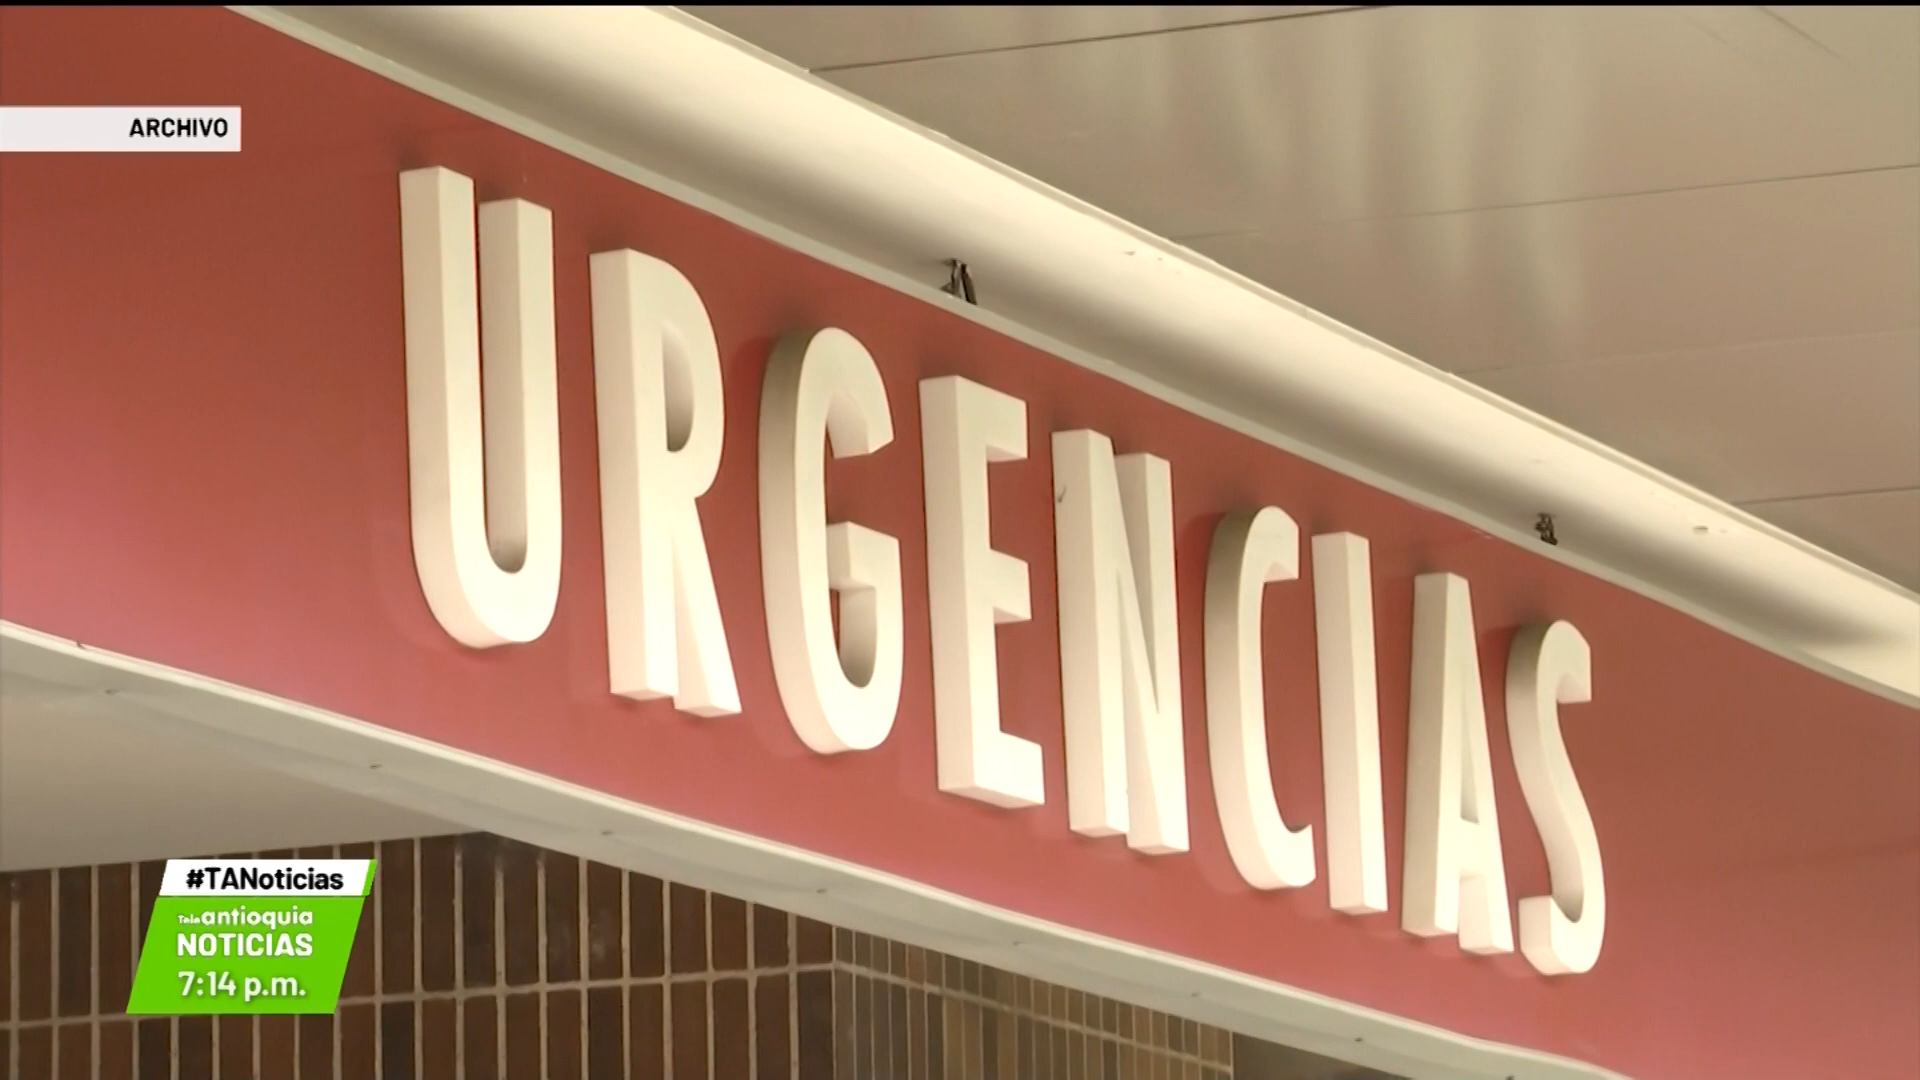 ARCHIVO
URGENCIAS
#TANoticias
Teleantioquia
NOTICIAS
7:14 p.m.